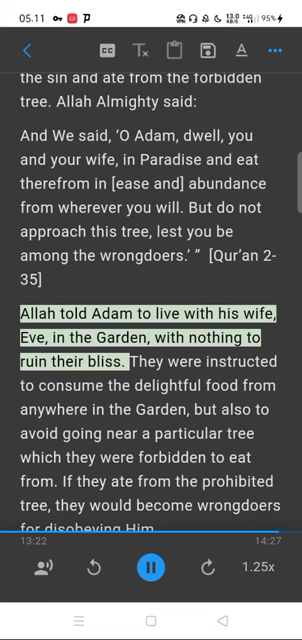 05.11
13.0 KB/S
4G
95%
CC
the sin and ate from the forbidden
tree. Allah Almighty said:
And We said, ‘O Adam, dwell, you
and your wife, in Paradise and eat
therefrom in [ease and] abundance
from wherever you will. But do not
approach this tree, lest you be
among the wrongdoers.’ ” [Qur’an 2-
35]
Allah told Adam to live with his wife,
Eve, in the Garden, with nothing to
ruin their bliss. They were instructed
to consume the delightful food from
anywhere in the Garden, but also to
avoid going near a particular tree
which they were forbidden to eat
from. If they ate from the prohibited
tree, they would become wrongdoers
for disobeying Him
13:22
14:27
1.25x